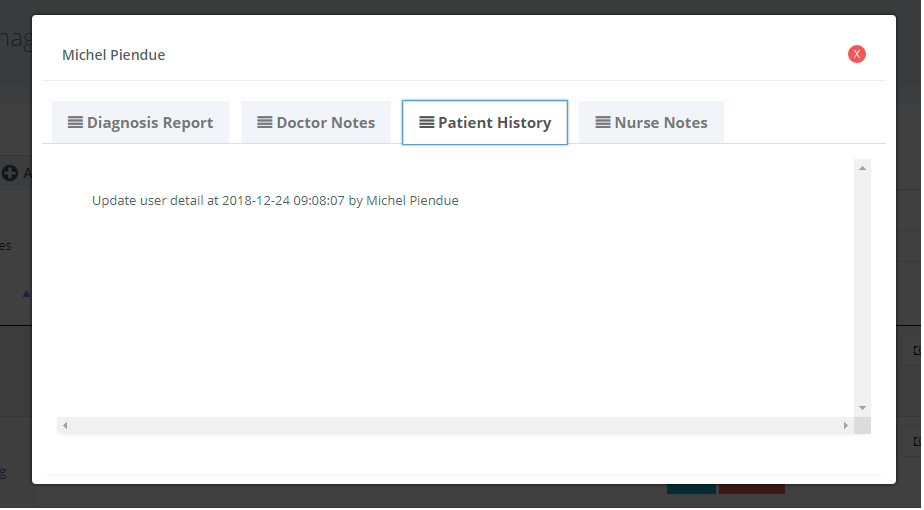 Michel Piendue
X
Diagnosis Report
Doctor Notes
Patient History
Nurse Notes
Update user detail at 2018-12-24 09:08:07 by Michel Piendue